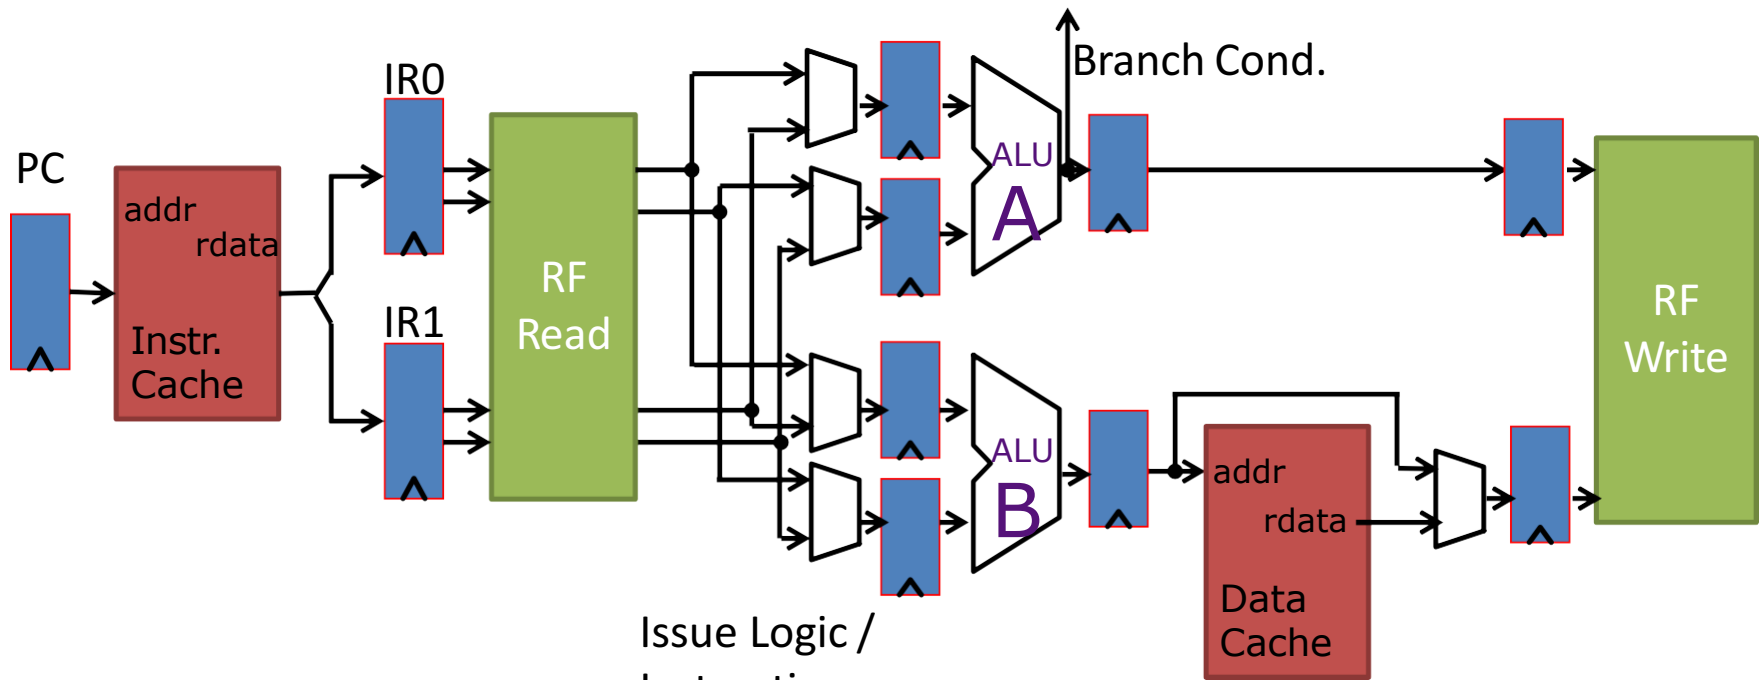 PC
addr
rdata
Instr.
Cache
IR0
IR1
RF
Read
ALU
A
Branch Cond.
ALU
B
addr
rdata
Data
Cache
RF
Write
Issue Logic /